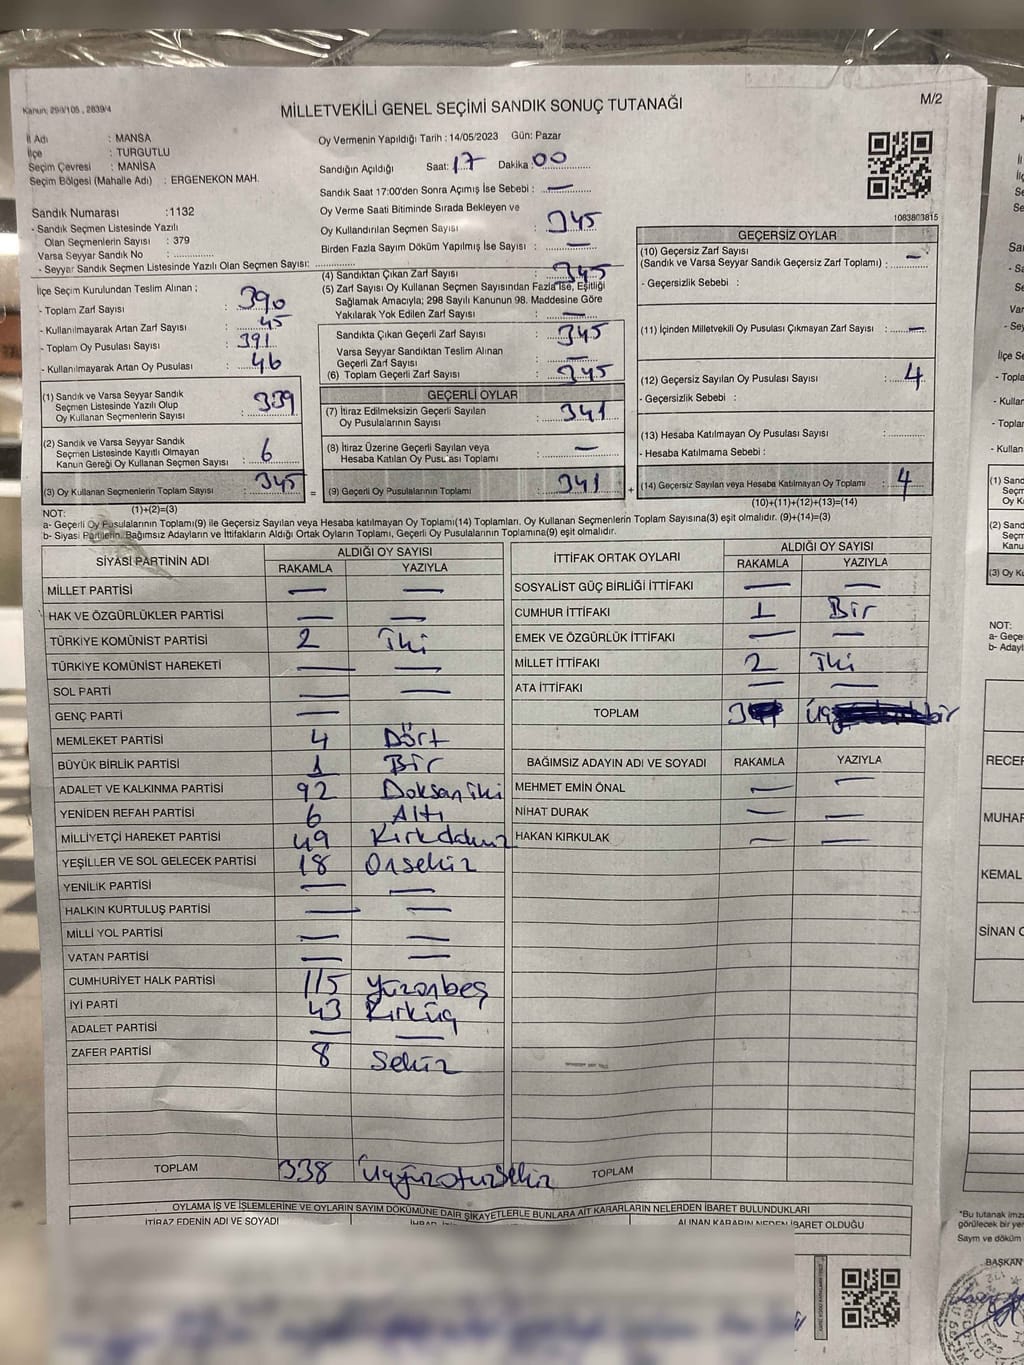 Kanun: 298/105 , 2839/4
MİLLETVEKİLİ GENEL SEÇİMİ SANDIK SONUÇ TUTANAĞI
M/2
İl Adı : MANSA
İlçe : TURGUTLU
Seçim Çevresi : MANİSA
Seçim Bölgesi (Mahalle Adı) : ERGENEKON MAH.
Oy Vermenin Yapıldığı Tarih : 14/05/2023 Gün: Pazar
Sandığın Açıldığı Saat: 17 Dakika 00
Sandık Saat 17:00'den Sonra Açımış İse Sebebi : —
Oy Verme Saati Bitiminde Sırada Bekleyen ve
Oy Kullandırılan Seçmen Sayısı : 345
Birden Fazla Sayım Döküm Yapılmış İse Sayısı : —
1083803815
Sandık Numarası :1132
- Sandık Seçmen Listesinde Yazılı
Olan Seçmenlerin Sayısı : 379
Varsa Seyyar Sandık No :
- Seyyar Sandık Seçmen Listesinde Yazılı Olan Seçmen Sayısı:
İlçe Seçim Kurulundan Teslim Alınan ;
- Toplam Zarf Sayısı : 390
- Kullanılmayarak Artan Zarf Sayısı : 45
- Toplam Oy Pusulası Sayısı : 391
- Kullanılmayarak Artan Oy Pusulası : 46
(1) Sandık ve Varsa Seyyar Sandık
Seçmen Listesinde Yazılı Olup
Oy Kullanan Seçmenlerin Sayısı : 339
(2) Sandık ve Varsa Seyyar Sandık
Seçmen Listesinde Kayıtlı Olmayan
Kanun Gereği Oy Kullanan Seçmen Sayısı : 6
(3) Oy Kullanan Seçmenlerin Toplam Sayısı : 345
(1)+(2)=(3)
(4) Sandıktan Çıkan Zarf Sayısı : 345
(5) Zarf Sayısı Oy Kullanan Seçmen Sayısından Fazla İse, Eşitliği
Sağlamak Amacıyla; 298 Sayılı Kanunun 98. Maddesine Göre
Yakılarak Yok Edilen Zarf Sayısı : —
Sandıkta Çıkan Geçerli Zarf Sayısı : 345
Varsa Seyyar Sandıktan Teslim Alınan
Geçerli Zarf Sayısı : —
(6) Toplam Geçerli Zarf Sayısı : 345
GEÇERLİ OYLAR
(7) İtiraz Edilmeksizin Geçerli Sayılan
Oy Pusulalarının Sayısı : 341
(8) İtiraz Üzerine Geçerli Sayılan veya
Hesaba Katılan Oy Pusulası Toplamı : —
= (9) Geçerli Oy Pusulalarının Toplamı : 341 +
GEÇERSİZ OYLAR
(10) Geçersiz Zarf Sayısı
(Sandık ve Varsa Seyyar Sandık Geçersiz Zarf Toplamı) : —
- Geçersizlik Sebebi :
(11) İçinden Milletvekili Oy Pusulası Çıkmayan Zarf Sayısı : —
(12) Geçersiz Sayılan Oy Pusulası Sayısı : 4
- Geçersizlik Sebebi :
(13) Hesaba Katılmayan Oy Pusulası Sayısı :
- Hesaba Katılmama Sebebi :
(14) Geçersiz Sayılan veya Hesaba Katılmayan Oy Toplamı : 4
(10)+(11)+(12)+(13)=(14)
NOT:
a- Geçerli Oy Pusulalarının Toplamı(9) ile Geçersiz Sayılan veya Hesaba katılmayan Oy Toplamı(14) Toplamları, Oy Kullanan Seçmenlerin Toplam Sayısına(3) eşit olmalıdır. (9)+(14)=(3)
b- Siyasi Partilerin, Bağımsız Adayların ve İttifakların Aldığı Ortak Oyların Toplamı, Geçerli Oy Pusulalarının Toplamına(9) eşit olmalıdır.
SİYASİ PARTİNİN ADI
ALDIĞI OY SAYISI
RAKAMLA YAZIYLA
MİLLET PARTİSİ — —
HAK VE ÖZGÜRLÜKLER PARTİSİ — —
TÜRKİYE KOMÜNİST PARTİSİ 2 iki
TÜRKİYE KOMÜNİST HAREKETİ — —
SOL PARTİ — —
GENÇ PARTİ —
MEMLEKET PARTİSİ 4 Dört
BÜYÜK BİRLİK PARTİSİ 1 Bir
ADALET VE KALKINMA PARTİSİ 92 Doksan iki
YENİDEN REFAH PARTİSİ 6 Altı
MİLLİYETÇİ HAREKET PARTİSİ 49 Kırkdokuz
YEŞİLLER VE SOL GELECEK PARTİSİ 18 Onsekiz
YENİLİK PARTİSİ — —
HALKIN KURTULUŞ PARTİSİ — —
MİLLİ YOL PARTİSİ — —
VATAN PARTİSİ — —
CUMHURİYET HALK PARTİSİ 115 Yüzonbeş
İYİ PARTİ 43 Kırküç
ADALET PARTİSİ — —
ZAFER PARTİSİ 8 Sekiz
TOPLAM 338 Üçyüzotuzsekiz
İTTİFAK ORTAK OYLARI
ALDIĞI OY SAYISI
RAKAMLA YAZIYLA
SOSYALİST GÜÇ BİRLİĞİ İTTİFAKI — —
CUMHUR İTTİFAKI 1 Bir
EMEK VE ÖZGÜRLÜK İTTİFAKI — —
MİLLET İTTİFAKI 2 iki
ATA İTTİFAKI — —
TOPLAM
BAĞIMSIZ ADAYIN ADI VE SOYADI RAKAMLA YAZIYLA
MEHMET EMİN ÖNAL — —
NİHAT DURAK — —
HAKAN KIRKULAK — —
TOPLAM
OYLAMA İŞ VE İŞLEMLERİNE VE OYLARIN SAYIM DÖKÜMÜNE DAİR ŞİKAYETLERLE BUNLARA AİT KARARLARIN NELERDEN İBARET BULUNDUKLARI
İTİRAZ EDENİN ADI VE SOYADI
ALINAN KARARIN NEDEN İBARET OLDUĞU
NOT:
a- Geçe
b- Adayl
RECEP
MUHAR
KEMAL
SİNAN O
*Bu tutanak imza
görülecek bir yer
Sayım ve döküm
BAŞKAN